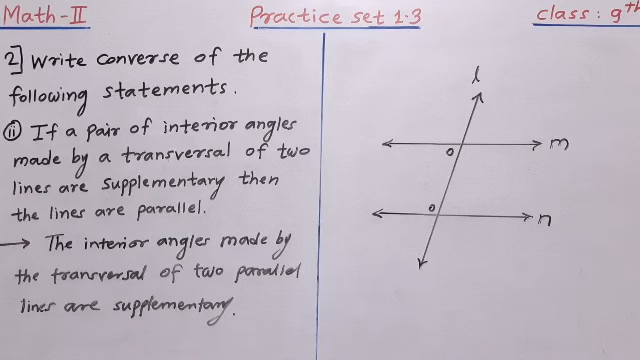 Math-II Practice set 1.3 class: 9th
2] Write converse of the
following statements.
ii If a pair of interior angles
made by a transversal of two
lines are supplementary then
the lines are parallel.
→ The interior angles made by
the transversal of two parallel
lines are supplementary.
l
m
o
o
n